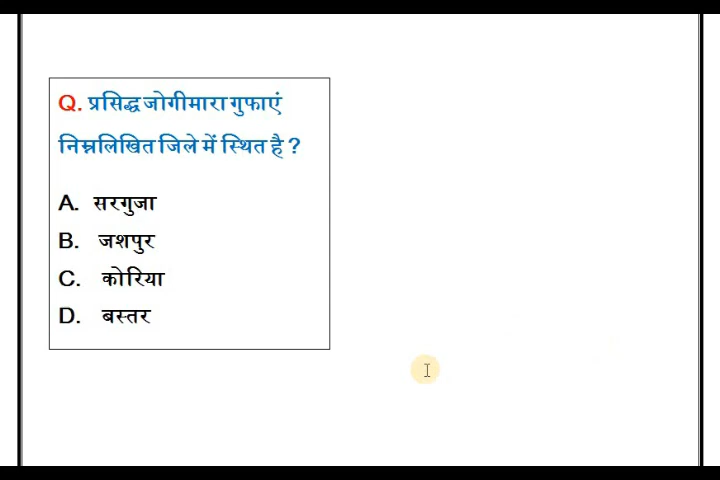 Q. प्रसिद्ध जोगीमारा गुफाएं
निम्नलिखित जिले में स्थित है ?
A. सरगुजा
B. जशपुर
C. कोरिया
D. बस्तर